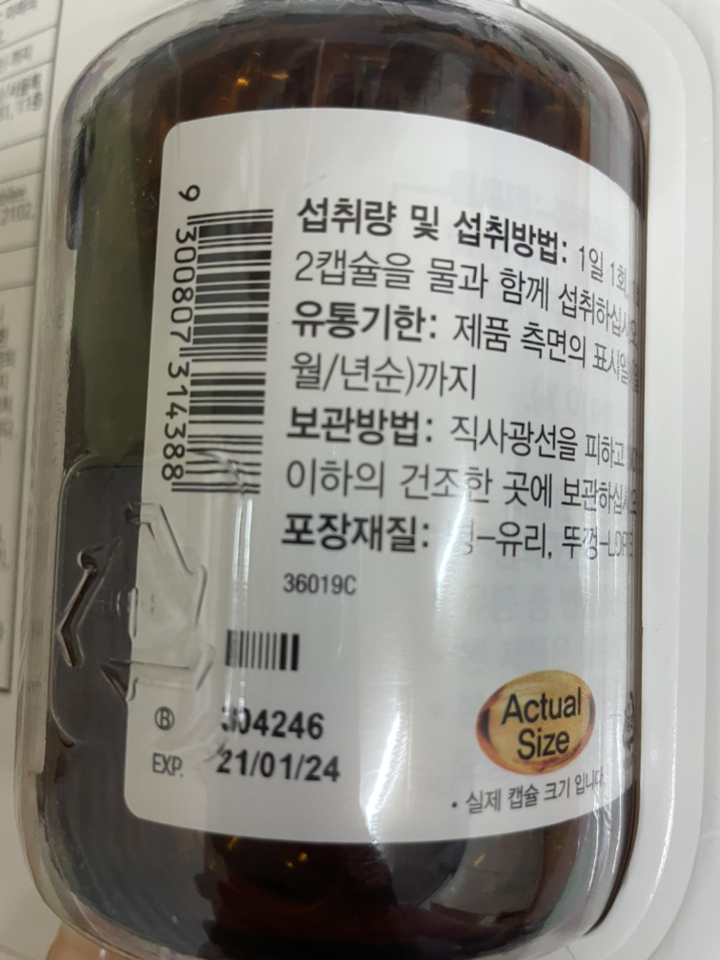 9 300807 314388
섭취량 및 섭취방법: 1일 1회,
2캡슐을 물과 함께 섭취하십시오
유통기한: 제품 측면의 표시일
월/년순)까지
보관방법: 직사광선을 피하고
이하의 건조한 곳에 보관하십시오
포장재질: 병-유리, 뚜껑-LDPE
36019C
Ⓑ 304246
EXP. 21/01/24
Actual
Size
• 실제 캡슐 크기 입니다.